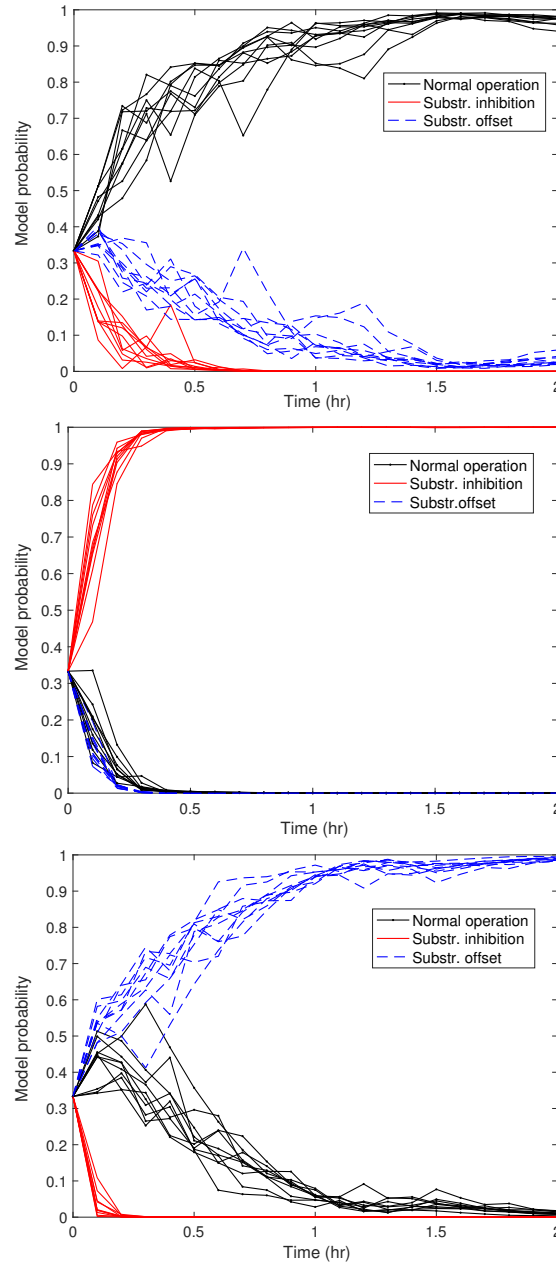 1
0.9
0.8
0.7
0.6
0.5
0.4
0.3
0.2
0.1
0
Model probability
Normal operation
Substr. inhibition
Substr. offset
0 0.5 1 1.5 2
Time (hr)
1
0.9
0.8
0.7
0.6
0.5
0.4
0.3
0.2
0.1
0
Model probability
Normal operation
Substr. inhibition
Substr.offset
0 0.5 1 1.5 2
Time (hr)
1
0.9
0.8
0.7
0.6
0.5
0.4
0.3
0.2
0.1
0
Model probability
Normal operation
Substr. inhibition
Substr. offset
0 0.5 1 1.5 2
Time (hr)